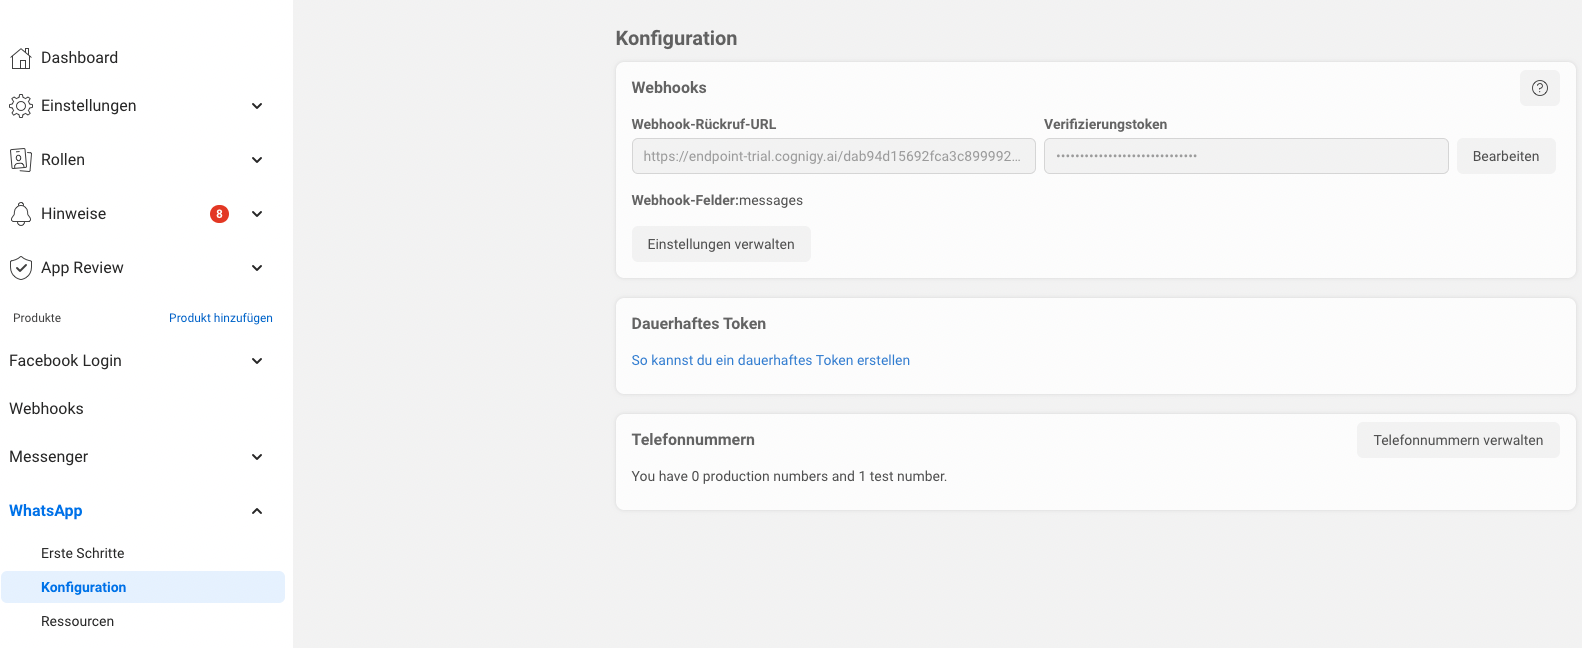 Dashboard
Einstellungen
Rollen
Hinweise 8
App Review
Produkte Produkt hinzufügen
Facebook Login
Webhooks
Messenger
WhatsApp
Erste Schritte
Konfiguration
Ressourcen
Konfiguration
Webhooks
Webhook-Rückruf-URL Verifizierungstoken
https://endpoint-trial.cognigy.ai/dab94d15692fca3c899992... Bearbeiten
Webhook-Felder:messages
Einstellungen verwalten
Dauerhaftes Token
So kannst du ein dauerhaftes Token erstellen
Telefonnummern Telefonnummern verwalten
You have 0 production numbers and 1 test number.